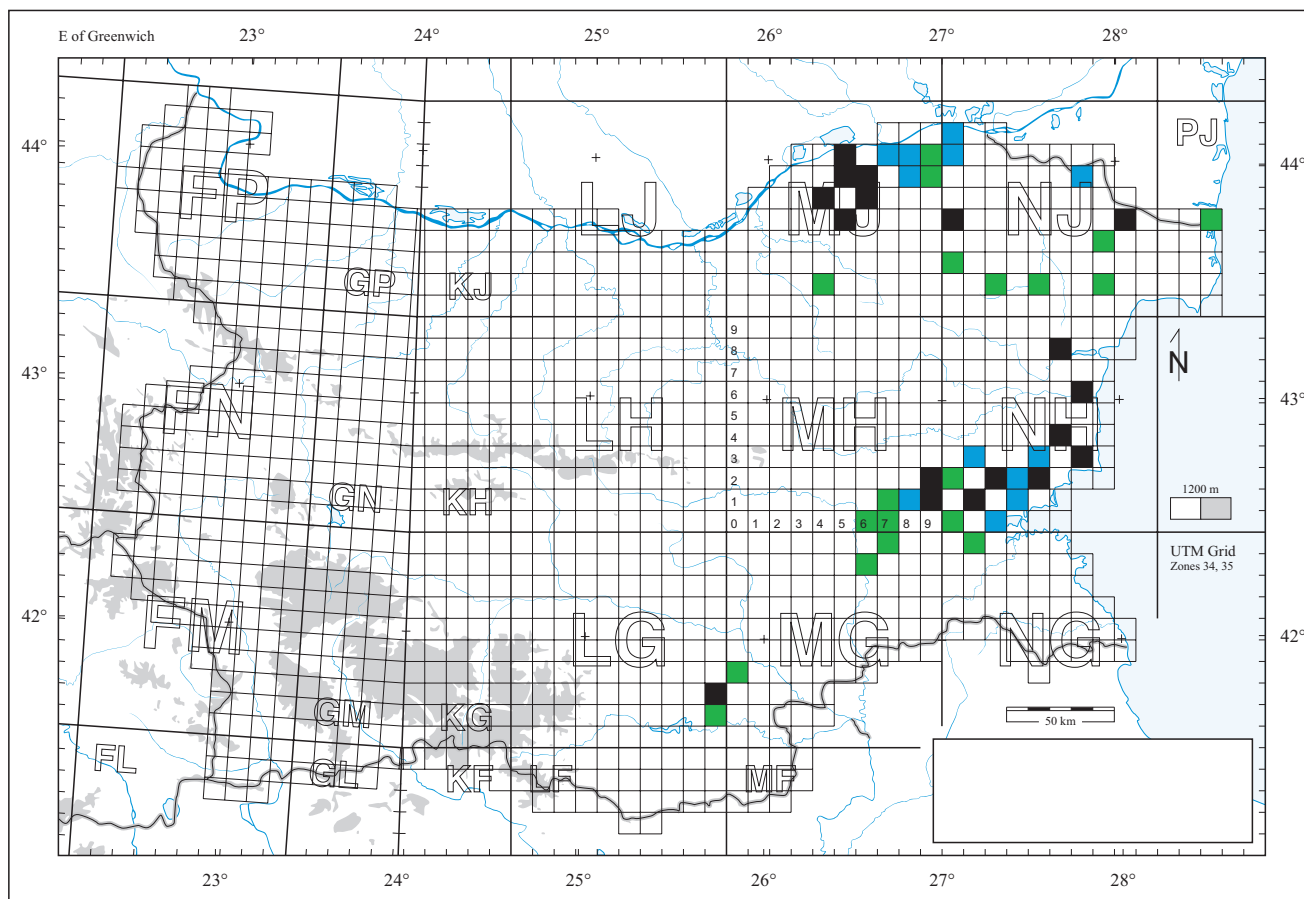 E of Greenwich 23° 24° 25° 26° 27° 28°
PJ
44° 44°
FP LJ MJ NJ
GP KJ
9
8
N
7
43° 43°
6
FN LH MH NH
5
4
3
2
GN KH 1200 m
1
0 1 2 3 4 5 6 7 8 9
UTM Grid
Zones 34, 35
42° 42°
FM LG MG NG
GM KG
50 km
FL GL KF LF MF
23° 24° 25° 26° 27° 28°